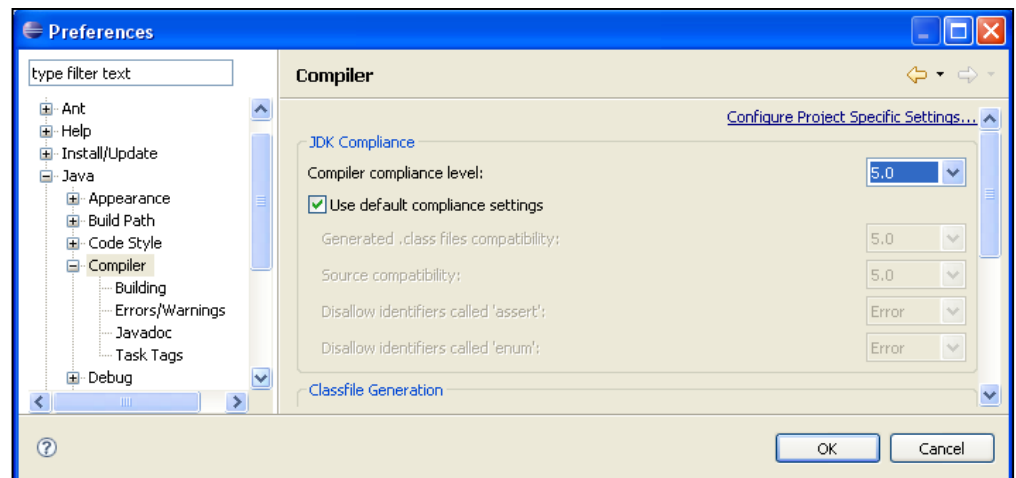 Preferences
type filter text
Ant
Help
Install/Update
Java
Appearance
Build Path
Code Style
Compiler
Building
Errors/Warnings
Javadoc
Task Tags
Debug
Compiler
Configure Project Specific Settings...
JDK Compliance
Compiler compliance level: 5.0
Use default compliance settings
Generated .class files compatibility: 5.0
Source compatibility: 5.0
Disallow identifiers called 'assert': Error
Disallow identifiers called 'enum': Error
Classfile Generation
OK Cancel